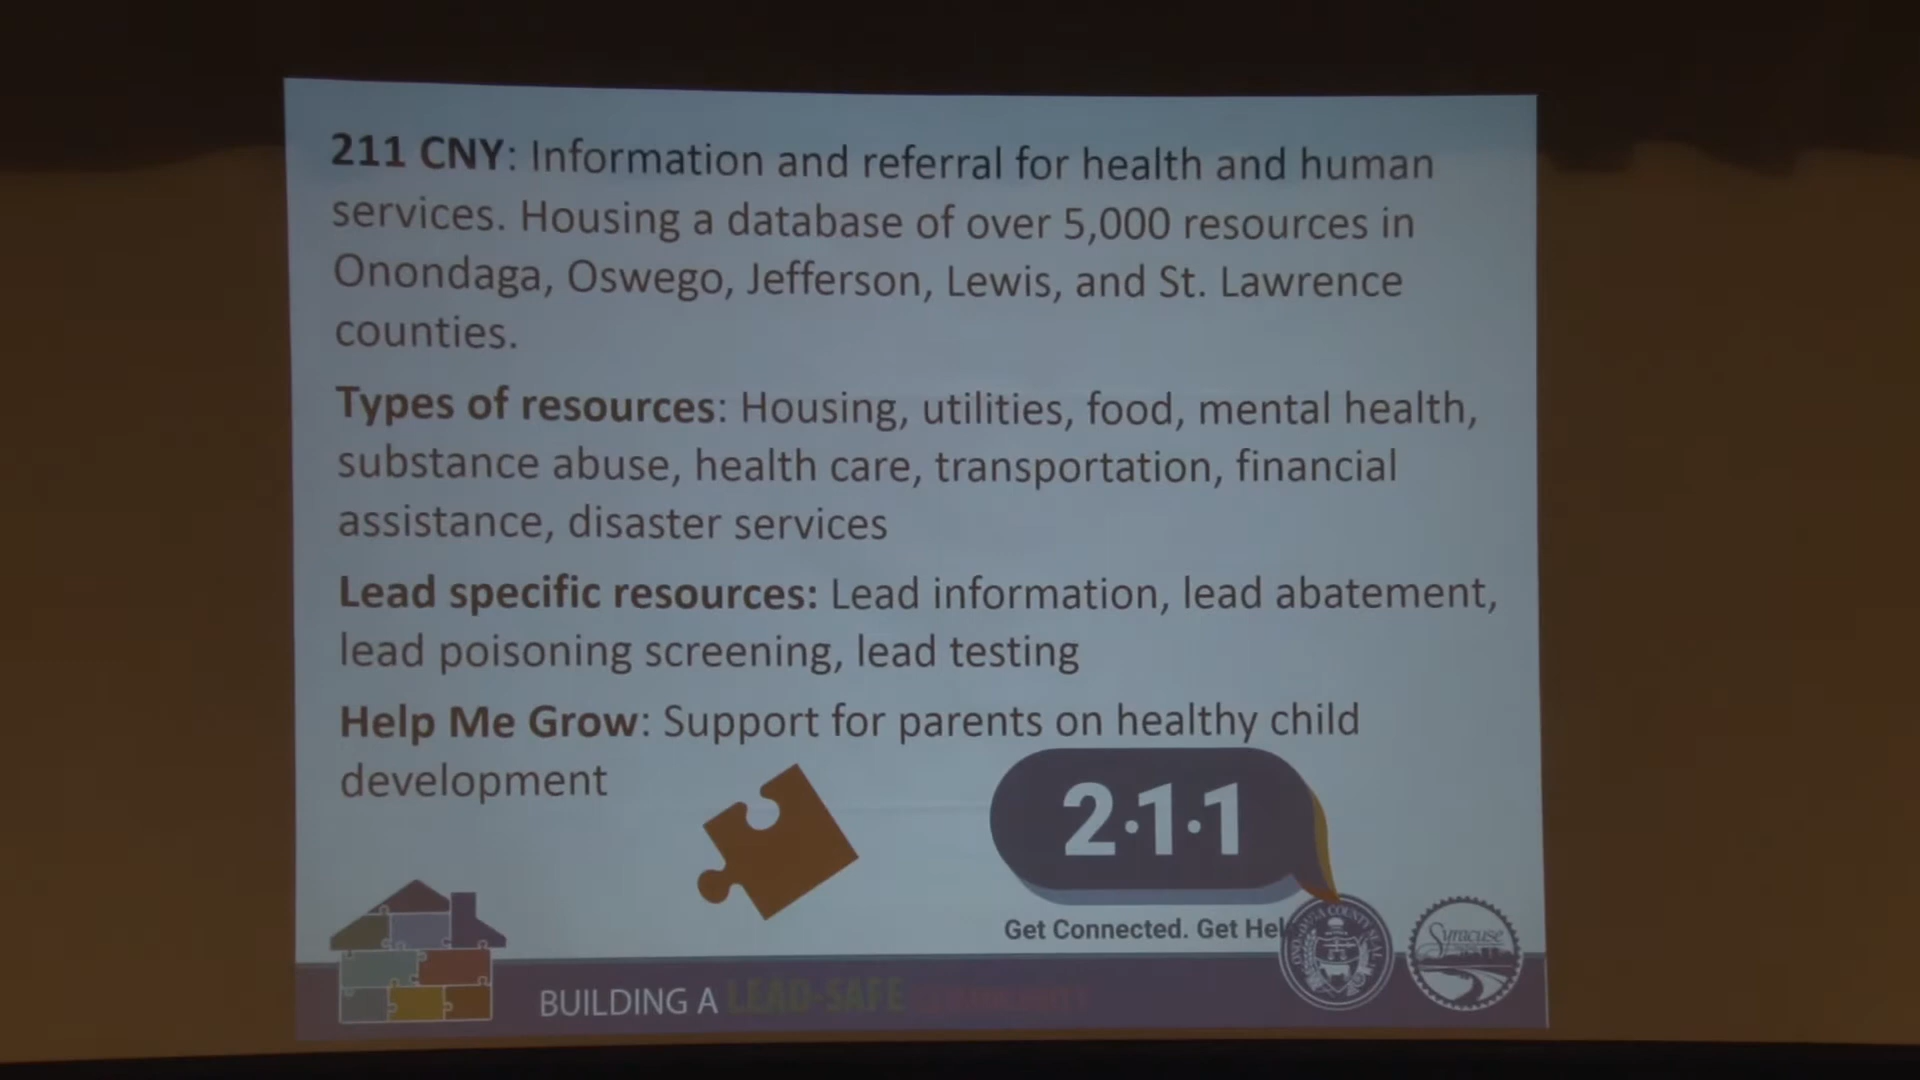 211 CNY: Information and referral for health and human
services. Housing a database of over 5,000 resources in
Onondaga, Oswego, Jefferson, Lewis, and St. Lawrence
counties.
Types of resources: Housing, utilities, food, mental health,
substance abuse, health care, transportation, financial
assistance, disaster services
Lead specific resources: Lead information, lead abatement,
lead poisoning screening, lead testing
Help Me Grow: Support for parents on healthy child
development
2·1·1
Get Connected. Get Hel
COUNTY SEAL
Syracuse
BUILDING A LEAD-SAFE